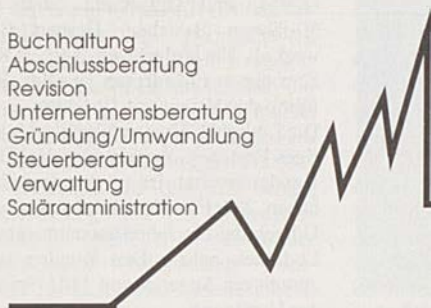 Buchhaltung
Abschlussberatung
Revision
Unternehmensberatung
Gründung/Umwandlung
Steuerberatung
Verwaltung
Saläradministration